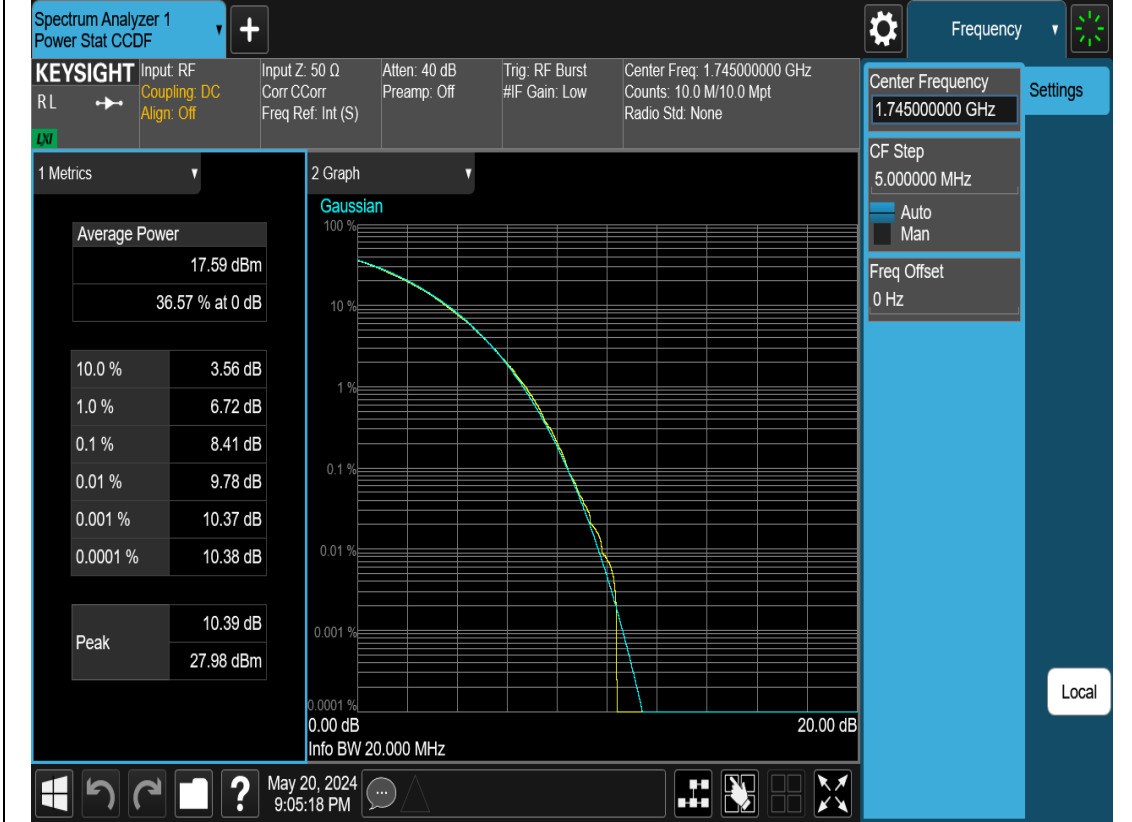 Spectrum Analyzer 1
Power Stat CCDF
Frequency
KEYSIGHT
R L
LXI
Input: RF
Coupling: DC
Align: Off
Input Z: 50 Ω
Corr CCorr
Freq Ref: Int (S)
Atten: 40 dB
Preamp: Off
Trig: RF Burst
#IF Gain: Low
Center Freq: 1.745000000 GHz
Counts: 10.0 M/10.0 Mpt
Radio Std: None
Center Frequency
1.745000000 GHz
Settings
CF Step
5.000000 MHz
Auto
Man
Freq Offset
0 Hz
Local
1 Metrics
Average Power
17.59 dBm
36.57 % at 0 dB
10.0 % 3.56 dB
1.0 % 6.72 dB
0.1 % 8.41 dB
0.01 % 9.78 dB
0.001 % 10.37 dB
0.0001 % 10.38 dB
Peak
10.39 dB
27.98 dBm
2 Graph
Gaussian
100 %
10 %
1 %
0.1 %
0.01 %
0.001 %
0.0001 %
0.00 dB 20.00 dB
Info BW 20.000 MHz
?
May 20, 2024
9:05:18 PM